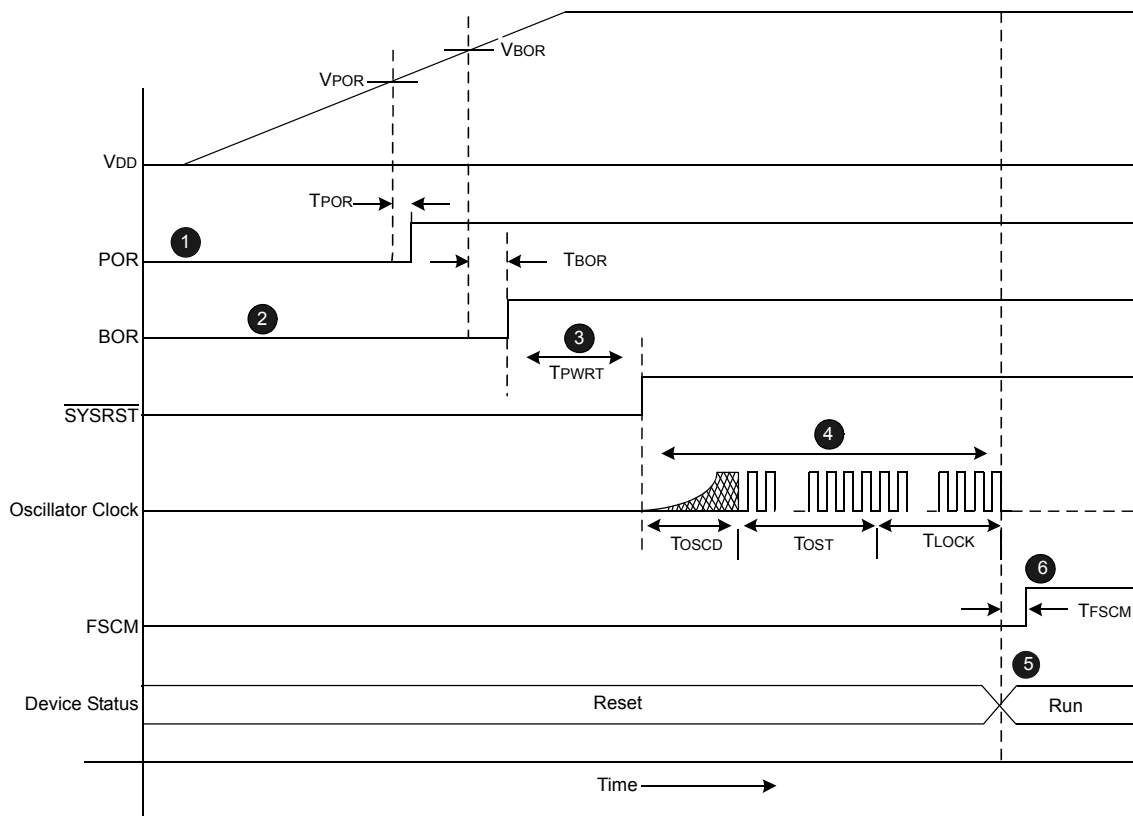 VBOR
VPOR
VDD
TPOR
1
POR
TBOR
2
BOR
3
TPWRT
SYSRST
4
Oscillator Clock
TOSCD
TOST
TLOCK
6
FSCM
TFSCM
5
Device Status
Reset
Run
Time